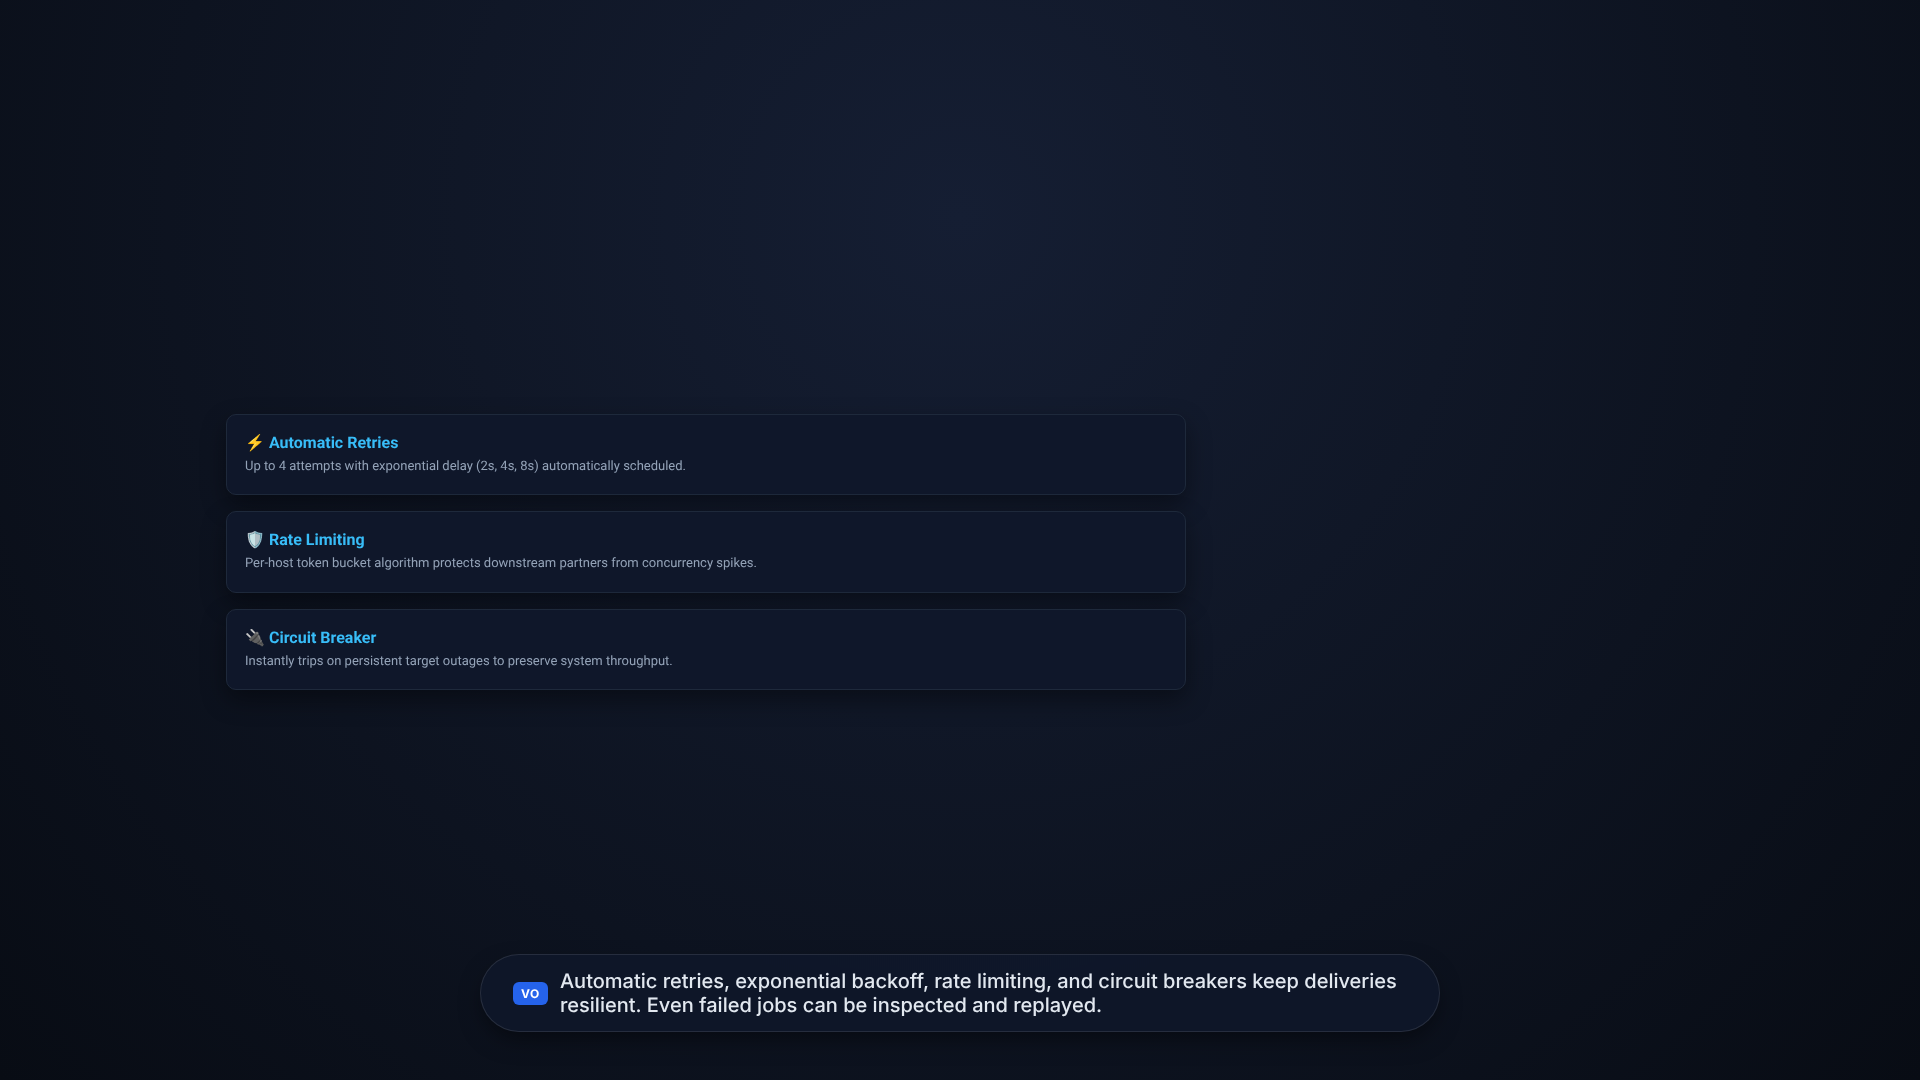 ⚡ Automatic Retries
Up to 4 attempts with exponential delay (2s, 4s, 8s) automatically scheduled.
🛡️ Rate Limiting
Per-host token bucket algorithm protects downstream partners from concurrency spikes.
🔌 Circuit Breaker
Instantly trips on persistent target outages to preserve system throughput.
VO
Automatic retries, exponential backoff, rate limiting, and circuit breakers keep deliveries
resilient. Even failed jobs can be inspected and replayed.